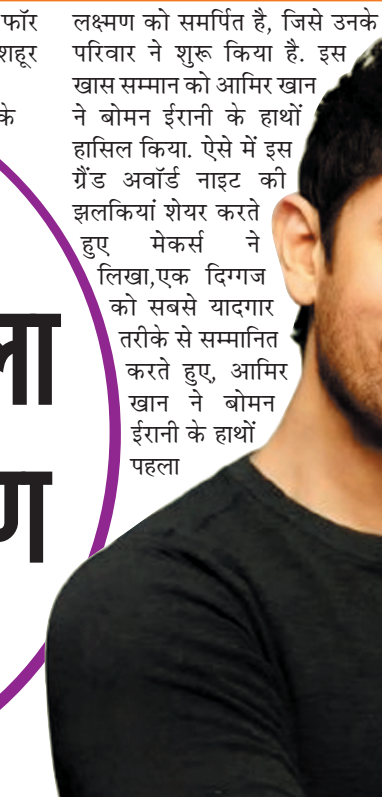 फॉर
शहूर
के
ला
ण
लक्ष्मण को समर्पित है, जिसे उनके
परिवार ने शुरू किया है. इस
खास सम्मान को आमिर खान
ने बोमन ईरानी के हाथों
हासिल किया. ऐसे में इस
ग्रैंड अवॉर्ड नाइट की
झलकियां शेयर करते
हुए मेकर्स ने
लिखा,एक दिग्गज
को सबसे यादगार
तरीके से सम्मानित
करते हुए, आमिर
खान ने बोमन
ईरानी के हाथों
पहला